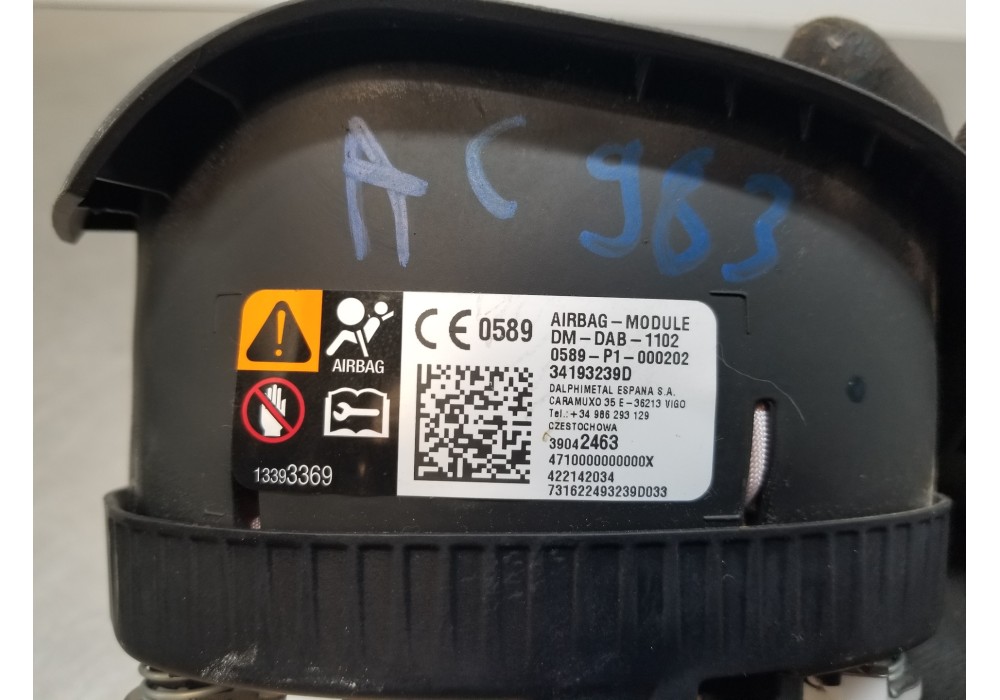 AC 983
AIRBAG
13393369
CE 0589
AIRBAG-MODULE
DM-DAB-1102
0589-P1-000202
34193239D
DALPHIMETAL ESPANA S.A.
CARAMUXO 35 E-36213 VIGO
Tel.:+34 986 293 129
CZESTOCHOWA
39042463
4710000000000X
422142034
731622493239D033